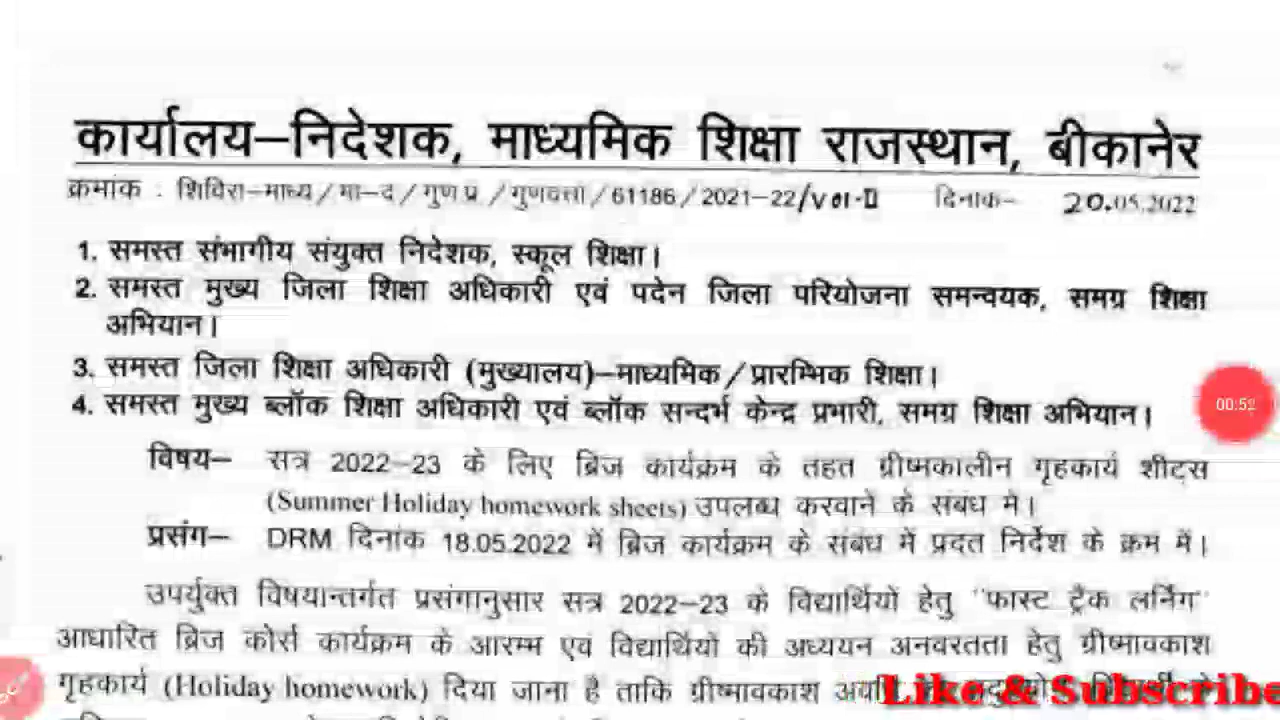 कार्यालय–निदेशक, माध्यमिक शिक्षा राजस्थान, बीकानेर
क्रमांक : शिविरा–माध्य/मा–द/गुण प्र/गुणवत्ता/61186/2021–22/vol-II दिनांक– 20.05.2022
1. समस्त संभागीय संयुक्त निदेशक, स्कूल शिक्षा।
2. समस्त मुख्य जिला शिक्षा अधिकारी एवं पदेन जिला परियोजना समन्वयक, समग्र शिक्षा
अभियान।
3. समस्त जिला शिक्षा अधिकारी (मुख्यालय)–माध्यमिक/प्रारम्भिक शिक्षा।
4. समस्त मुख्य ब्लॉक शिक्षा अधिकारी एवं ब्लॉक सन्दर्भ केन्द्र प्रभारी, समग्र शिक्षा अभियान।
00:52
विषय– सत्र 2022–23 के लिए ब्रिज कार्यक्रम के तहत ग्रीष्मकालीन गृहकार्य शीट्स
(Summer Holiday homework sheets) उपलब्ध करवाने के संबंध में।
प्रसंग– DRM दिनांक 18.05.2022 में ब्रिज कार्यक्रम के संबंध में प्रदत निर्देश के क्रम में।
उपर्युक्त विषयान्तर्गत प्रसंगानुसार सत्र 2022–23 के विद्यार्थियों हेतु "फास्ट ट्रैक लर्निंग"
आधारित ब्रिज कोर्स कार्यक्रम के आरम्भ एवं विद्यार्थियों की अध्ययन अनवरतता हेतु ग्रीष्मावकाश
गृहकार्य (Holiday homework) दिया जाना है ताकि ग्रीष्मावकाश
Like & Subscribe